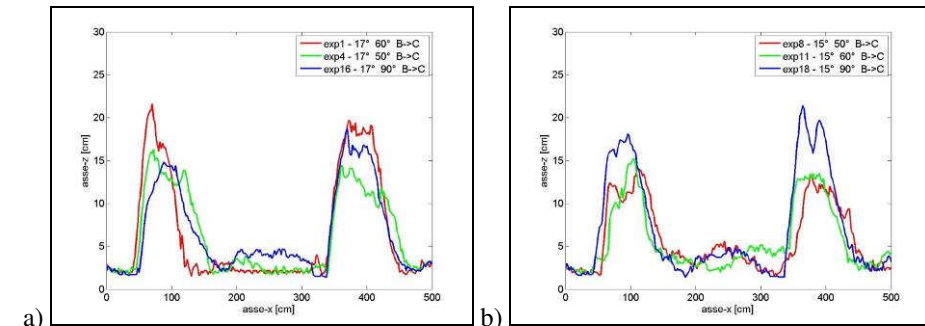 a)
30
25
20
15
10
5
0
0 100 200 300 400 500
asse-z [cm]
asse-x [cm]
exp1 - 17° 60° B->C
exp4 - 17° 50° B->C
exp16 - 17° 90° B->C
b)
30
25
20
15
10
5
0
0 100 200 300 400 500
asse-z [cm]
asse-x [cm]
exp8 - 15° 50° B->C
exp11 - 15° 60° B->C
exp18 - 15° 90° B->C